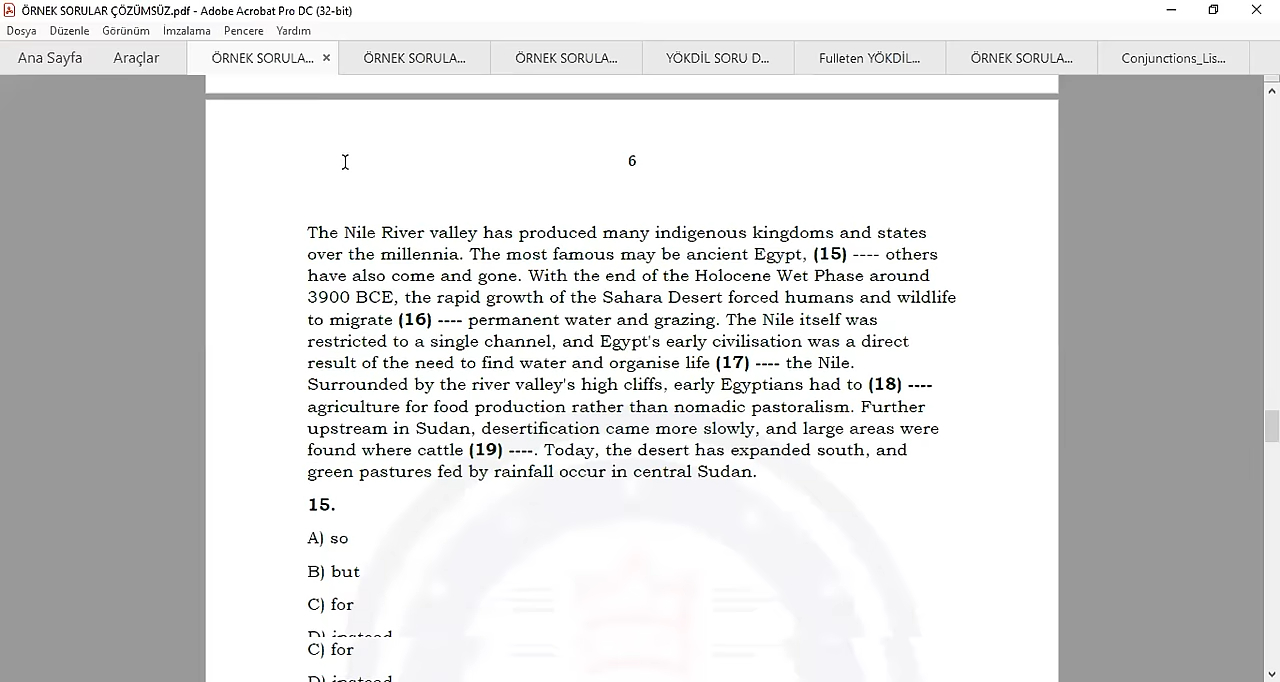 ÖRNEK SORULAR ÇÖZÜMSÜZ.pdf - Adobe Acrobat Pro DC (32-bit)
Dosya Düzenle Görünüm İmzalama Pencere Yardım
Ana Sayfa Araçlar ÖRNEK SORULA... × ÖRNEK SORULA... ÖRNEK SORULA... YÖKDİL SORU D... Fulleten YÖKDİL... ÖRNEK SORULA... Conjunctions_Lis...
6
The Nile River valley has produced many indigenous kingdoms and states
over the millennia. The most famous may be ancient Egypt, (15) ---- others
have also come and gone. With the end of the Holocene Wet Phase around
3900 BCE, the rapid growth of the Sahara Desert forced humans and wildlife
to migrate (16) ---- permanent water and grazing. The Nile itself was
restricted to a single channel, and Egypt's early civilisation was a direct
result of the need to find water and organise life (17) ---- the Nile.
Surrounded by the river valley's high cliffs, early Egyptians had to (18) ----
agriculture for food production rather than nomadic pastoralism. Further
upstream in Sudan, desertification came more slowly, and large areas were
found where cattle (19) ----. Today, the desert has expanded south, and
green pastures fed by rainfall occur in central Sudan.
15.
A) so
B) but
C) for
D) instead
C) for
D) instead